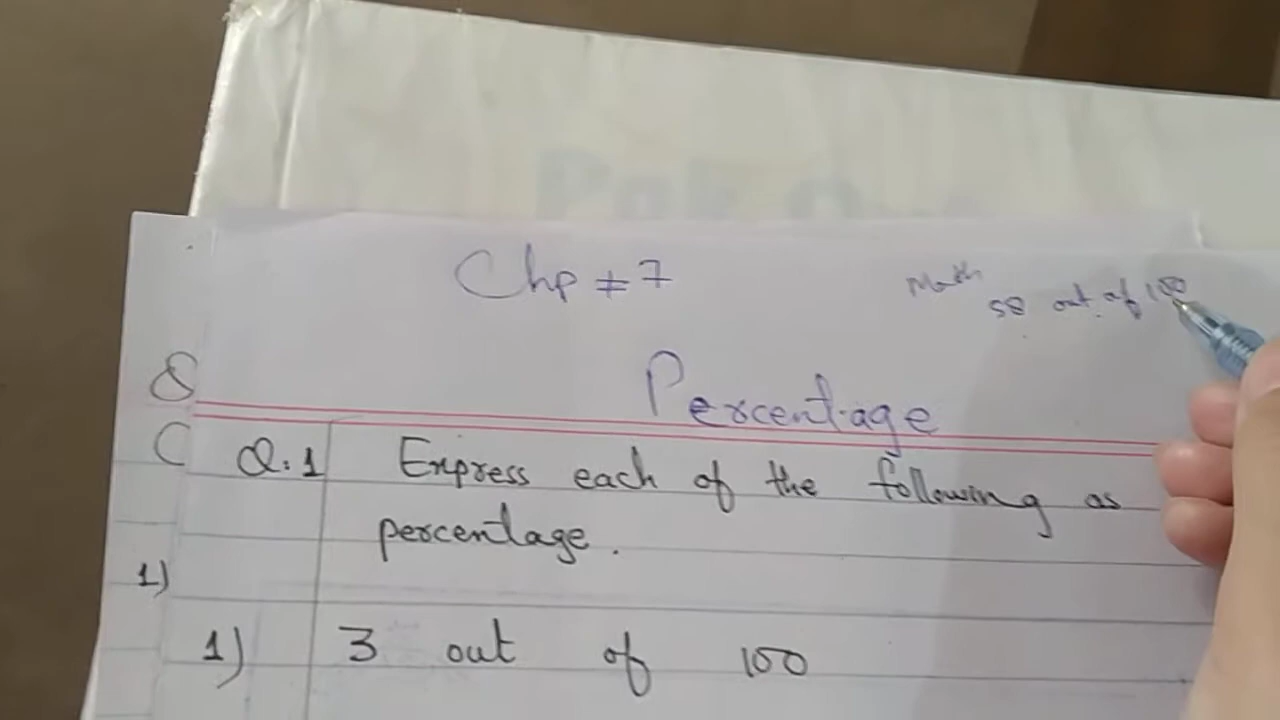 Chp # 7
Math
58 out of 100
Percentage
Q.1 Express each of the following as
percentage.
1)
1) 3 out of 100